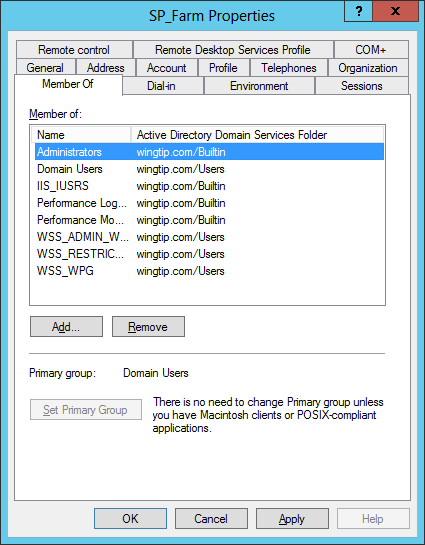 SP_Farm Properties
?
Remote control Remote Desktop Services Profile COM+
General Address Account Profile Telephones Organization
Member Of Dial-in Environment Sessions
Member of:
Name Active Directory Domain Services Folder
Administrators wingtip.com/Builtin
Domain Users wingtip.com/Users
IIS_IUSRS wingtip.com/Builtin
Performance Log... wingtip.com/Builtin
Performance Mo... wingtip.com/Builtin
WSS_ADMIN_W... wingtip.com/Users
WSS_RESTRIC... wingtip.com/Users
WSS_WPG wingtip.com/Users
Add... Remove
Primary group: Domain Users
Set Primary Group
There is no need to change Primary group unless
you have Macintosh clients or POSIX-compliant
applications.
OK Cancel Apply Help